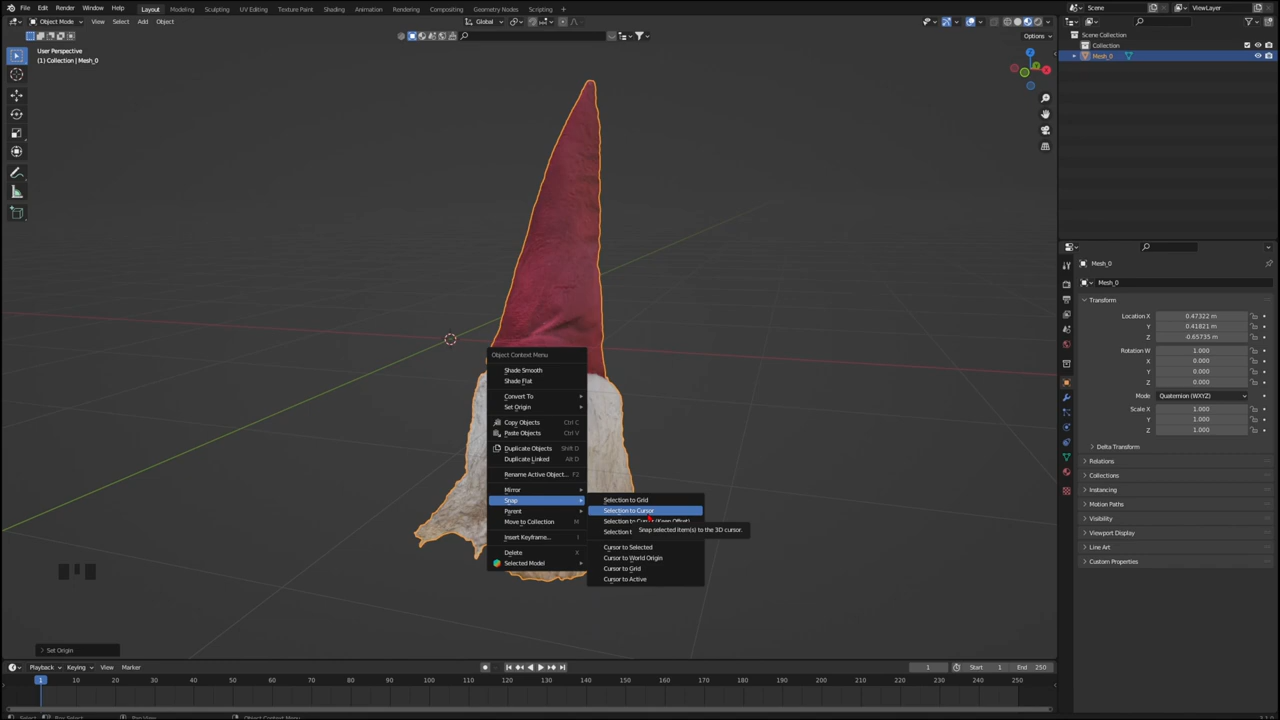 File Edit Render Window Help Layout Modeling Sculpting UV Editing Texture Paint Shading Animation Rendering Compositing Geometry Nodes Scripting + Scene ViewLayer
Object Mode View Select Add Object Global
Options
User Perspective
(1) Collection | Mesh_0
Scene Collection
Collection
Mesh_0
Object Context Menu
Shade Smooth
Shade Flat
Convert To
Set Origin
Copy Objects Ctrl C
Paste Objects Ctrl V
Duplicate Objects Shift D
Duplicate Linked Alt D
Rename Active Object... F2
Mirror
Snap
Parent
Move to Collection M
Insert Keyframe... I
Delete X
Selected Model
Selection to Grid
Selection to Cursor
Selection to Cursor (Keep Offset)
Selection t
Snap selected item(s) to the 3D cursor.
Cursor to Selected
Cursor to World Origin
Cursor to Grid
Cursor to Active
Mesh_0
Mesh_0
Transform
Location X 0.47322 m
Y 0.41821 m
Z -0.65735 m
Rotation W 1.000
X 0.000
Y 0.000
Z 0.000
Mode Quaternion (WXYZ)
Scale X 1.000
Y 1.000
Z 1.000
Delta Transform
Relations
Collections
Instancing
Motion Paths
Visibility
Viewport Display
Line Art
Custom Properties
Set Origin
Playback Keying View Marker 1 Start 1 End 250
1 10 20 30 40 50 60 70 80 90 100 110 120 130 140 150 160 170 180 190 200 210 220 230 240 250